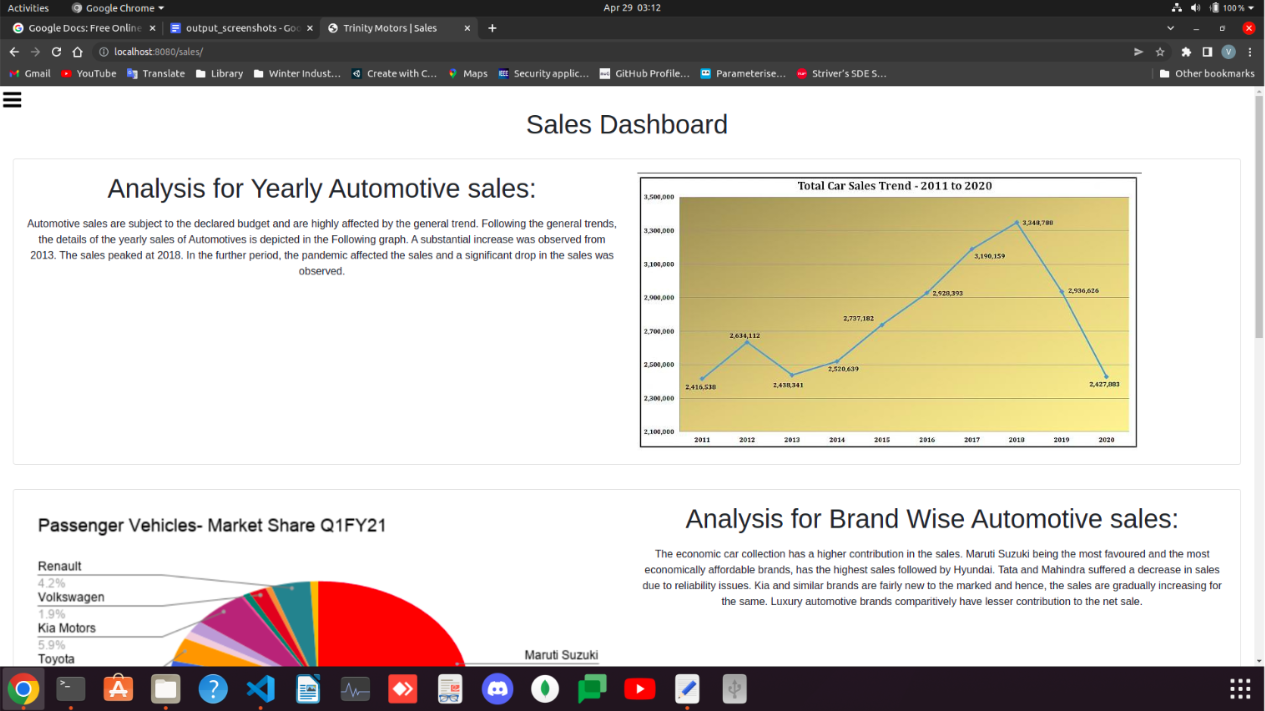 Activities Google Chrome Apr 29 03:12 100 %
Google Docs: Free Online output_screenshots - Goo Trinity Motors | Sales
localhost:8080/sales/ V
Gmail YouTube Translate Library Winter Indust... Create with C... Maps Security applic... GitHub Profile... Parameterise... Striver's SDE S... Other bookmarks
Sales Dashboard
Analysis for Yearly Automotive sales:
Automotive sales are subject to the declared budget and are highly affected by the general trend. Following the general trends,
the details of the yearly sales of Automotives is depicted in the Following graph. A substantial increase was observed from
2013. The sales peaked at 2018. In the further period, the pandemic affected the sales and a significant drop in the sales was
observed.
Total Car Sales Trend - 2011 to 2020
3,500,000
3,300,000
3,100,000
2,900,000
2,700,000
2,500,000
2,300,000
2,100,000
2,634,112
2,737,182
2,920,393
3,190,159
2,936,626
2,520,639
2011 2012 2013 2014 2015 2016 2017 2018 2019 2020
Passenger Vehicles- Market Share Q1FY21
Renault
4.2%
Volkswagen
1.9%
Kia Motors
5.9%
Toyota
Maruti Suzuki
Analysis for Brand Wise Automotive sales:
The economic car collection has a higher contribution in the sales. Maruti Suzuki being the most favoured and the most
economically affordable brands, has the highest sales followed by Hyundai. Tata and Mahindra suffered a decrease in sales
due to reliability issues. Kia and similar brands are fairly new to the marked and hence, the sales are gradually increasing for
the same. Luxury automotive brands comparitively have lesser contribution to the net sale.